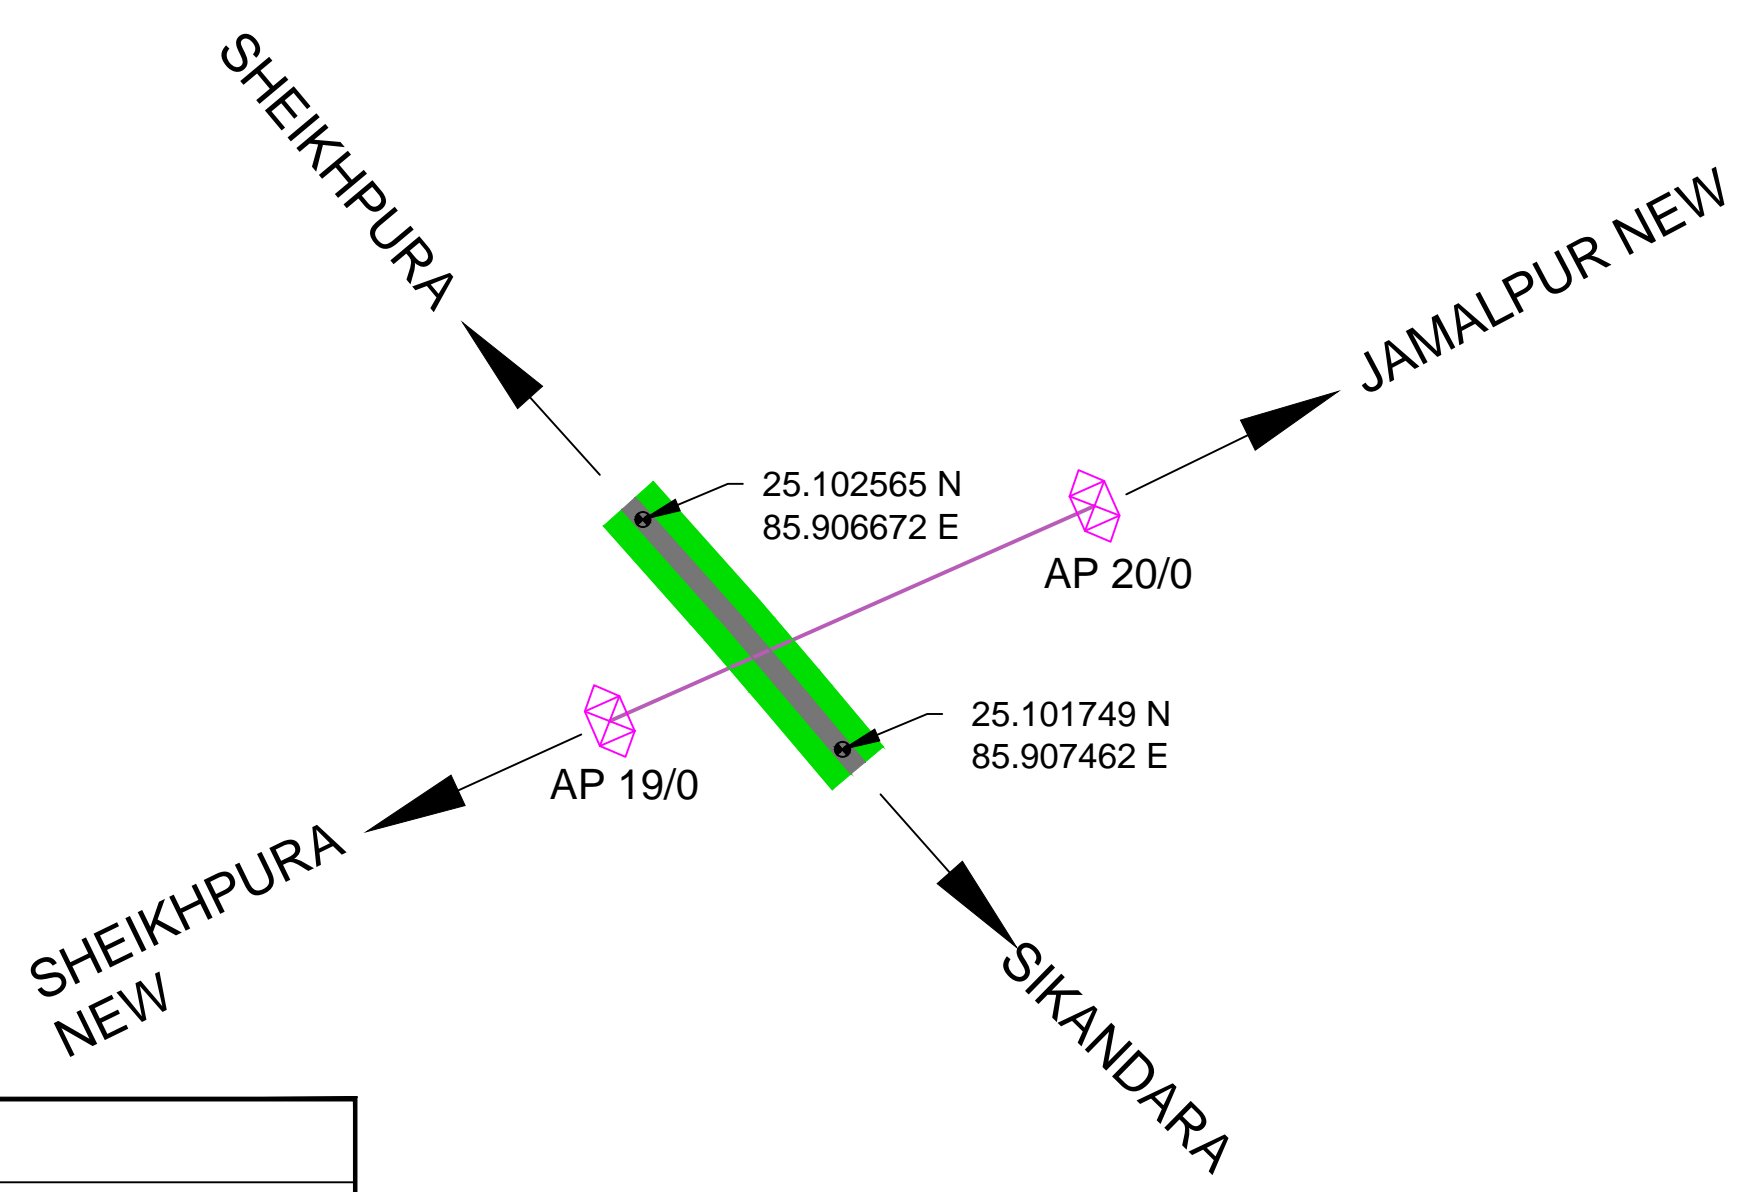 SHEIKHPURA
JAMALPUR NEW
25.102565 N
85.906672 E
AP 20/0
25.101749 N
85.907462 E
AP 19/0
SHEIKHPURA
NEW
SIKANDARA